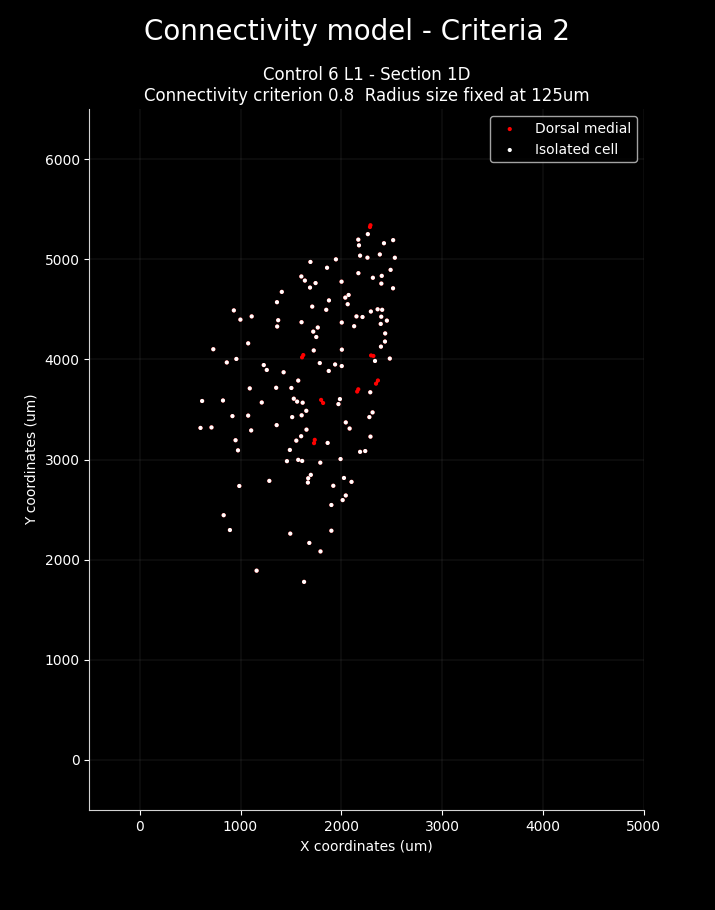 Connectivity model - Criteria 2
Control 6 L1 - Section 1D
Connectivity criterion 0.8  Radius size fixed at 125um
Dorsal medial
Isolated cell
6000
5000
4000
3000
2000
1000
0
Y coordinates (um)
0 1000 2000 3000 4000 5000
X coordinates (um)